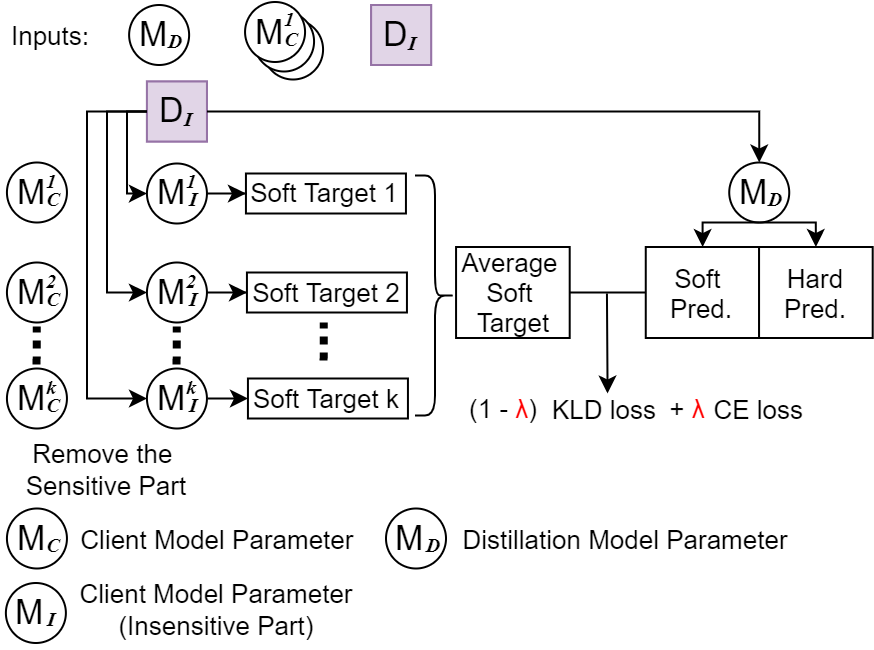 Inputs: M_D M_C^1 D_I
D_I
M_C^1 M_I^1 Soft Target 1 M_D
M_C^2 M_I^2 Soft Target 2
Average
Soft
Target
Soft
Pred.
Hard
Pred.
M_C^k M_I^k Soft Target k
(1 - λ) KLD loss + λ CE loss
Remove the
Sensitive Part
M_C Client Model Parameter
M_D Distillation Model Parameter
M_I Client Model Parameter
(Insensitive Part)